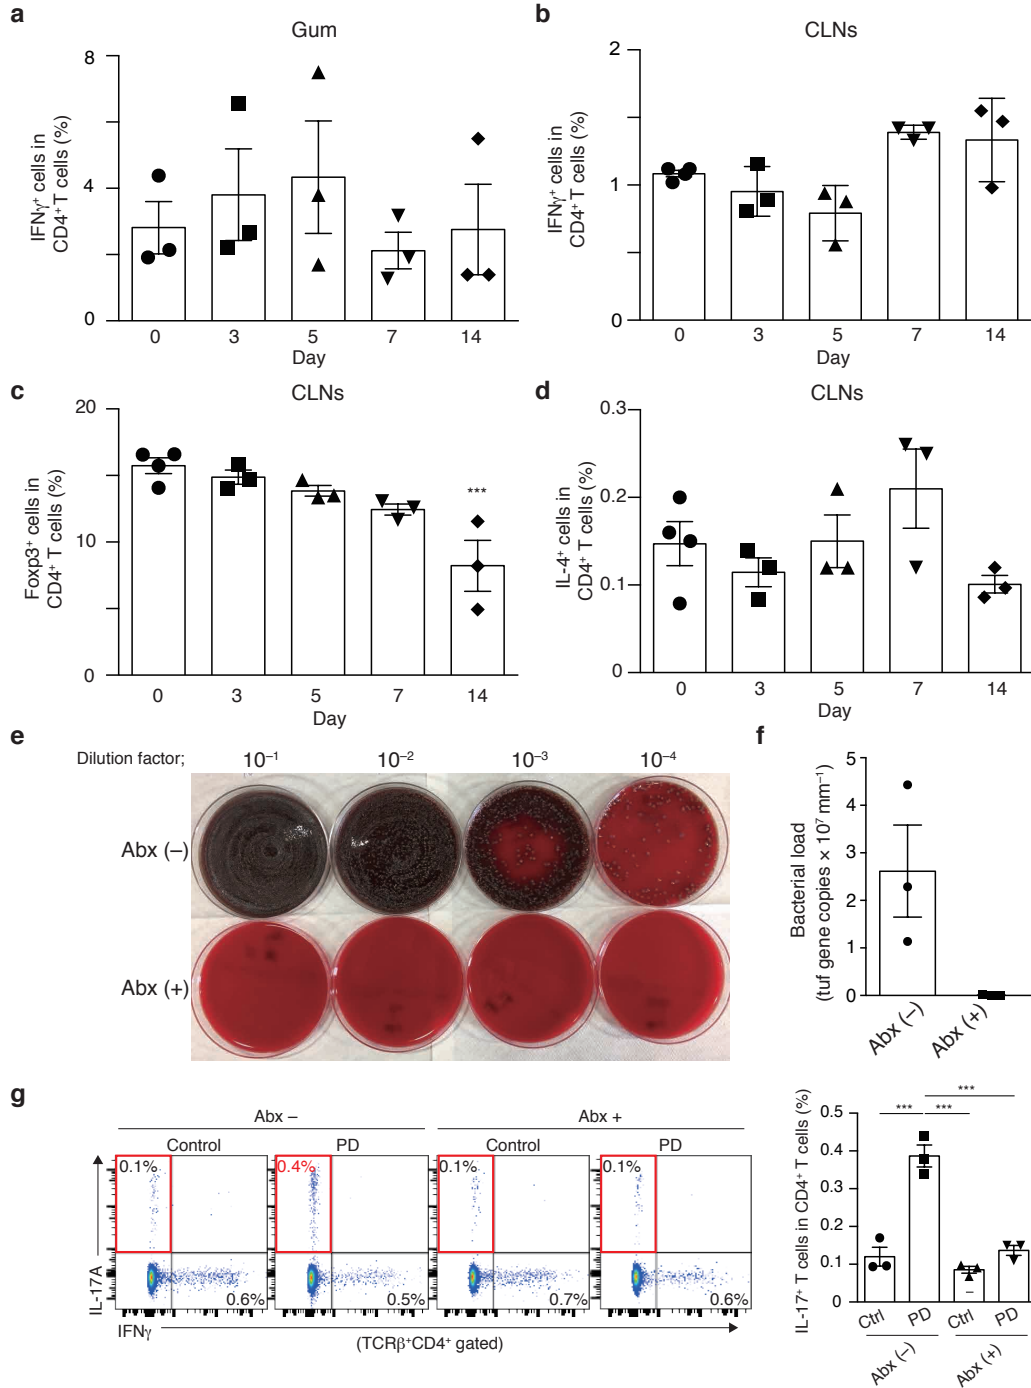 a
Gum
IFNγ⁺ cells in
CD4⁺ T cells (%)
8
4
0
0 3 5 7 14
Day
b
CLNs
IFNγ⁺ cells in
CD4⁺ T cells (%)
2
1
0
0 3 5 7 14
Day
c
CLNs
Foxp3⁺ cells in
CD4⁺ T cells (%)
20
10
0
***
0 3 5 7 14
Day
d
CLNs
IL-4⁺ cells in
CD4⁺ T cells (%)
0.3
0.2
0.1
0
0 3 5 7 14
Day
e
Dilution factor; 10⁻¹ 10⁻² 10⁻³ 10⁻⁴
Abx (–)
Abx (+)
f
Bacterial load
(tuf gene copies × 10⁷ mm⁻¹)
5
4
3
2
1
0
Abx (–) Abx (+)
g
Abx – Abx +
Control PD Control PD
0.1% 0.4% 0.1% 0.1%
0.6% 0.5% 0.7% 0.6%
IL-17A
IFNγ
(TCRβ⁺CD4⁺ gated)
IL-17⁺ T cells in CD4⁺ T cells (%)
0.5
0.4
0.3
0.2
0.1
0
***
*** ***
Ctrl PD Ctrl PD
Abx (–) Abx (+)